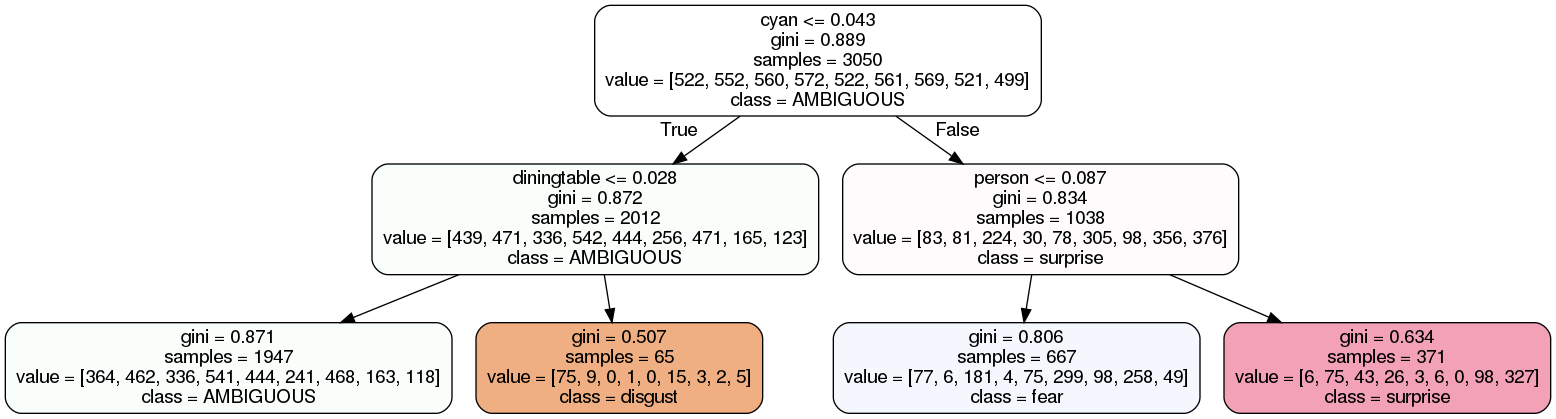 cyan <= 0.043
gini = 0.889
samples = 3050
value = [522, 552, 560, 572, 522, 561, 569, 521, 499]
class = AMBIGUOUS
True
False
diningtable <= 0.028
gini = 0.872
samples = 2012
value = [439, 471, 336, 542, 444, 256, 471, 165, 123]
class = AMBIGUOUS
person <= 0.087
gini = 0.834
samples = 1038
value = [83, 81, 224, 30, 78, 305, 98, 356, 376]
class = surprise
gini = 0.871
samples = 1947
value = [364, 462, 336, 541, 444, 241, 468, 163, 118]
class = AMBIGUOUS
gini = 0.507
samples = 65
value = [75, 9, 0, 1, 0, 15, 3, 2, 5]
class = disgust
gini = 0.806
samples = 667
value = [77, 6, 181, 4, 75, 299, 98, 258, 49]
class = fear
gini = 0.634
samples = 371
value = [6, 75, 43, 26, 3, 6, 0, 98, 327]
class = surprise